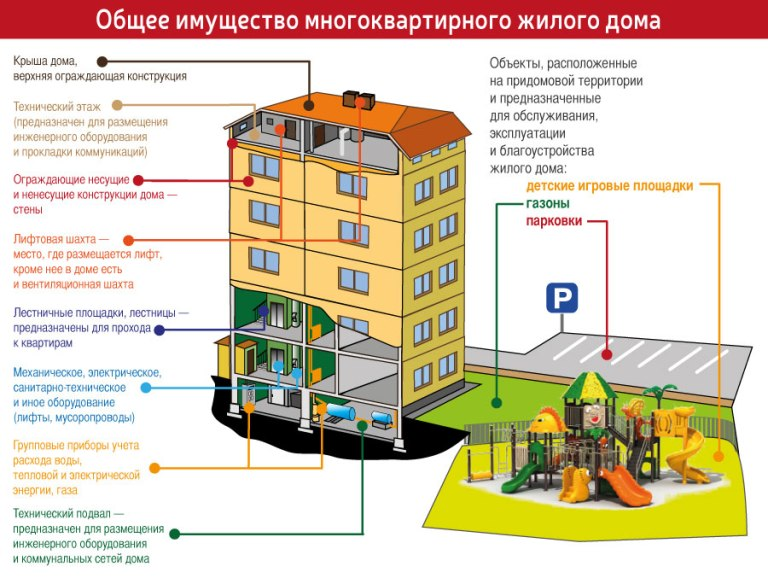 Общее имущество многоквартирного жилого дома
Крыша дома,
верхняя ограждающая конструкция
Технический этаж
(предназначен для размещения
инженерного оборудования
и прокладки коммуникаций)
Ограждающие несущие
и ненесущие конструкции дома —
стены
Лифтовая шахта —
место, где размещается лифт,
кроме нее в доме есть
и вентиляционная шахта
Лестничные площадки, лестницы —
предназначены для прохода
к квартирам
Механическое, электрическое,
санитарно-техническое
и иное оборудование
(лифты, мусоропроводы)
Групповые приборы учета
расхода воды,
тепловой и электрической
энергии, газа
Технический подвал —
предназначен для размещения
инженерного оборудования
и коммунальных сетей дома
Объекты, расположенные
на придомовой территории
и предназначенные
для обслуживания,
эксплуатации
и благоустройства
жилого дома:
детские игровые площадки
газоны
парковки
P